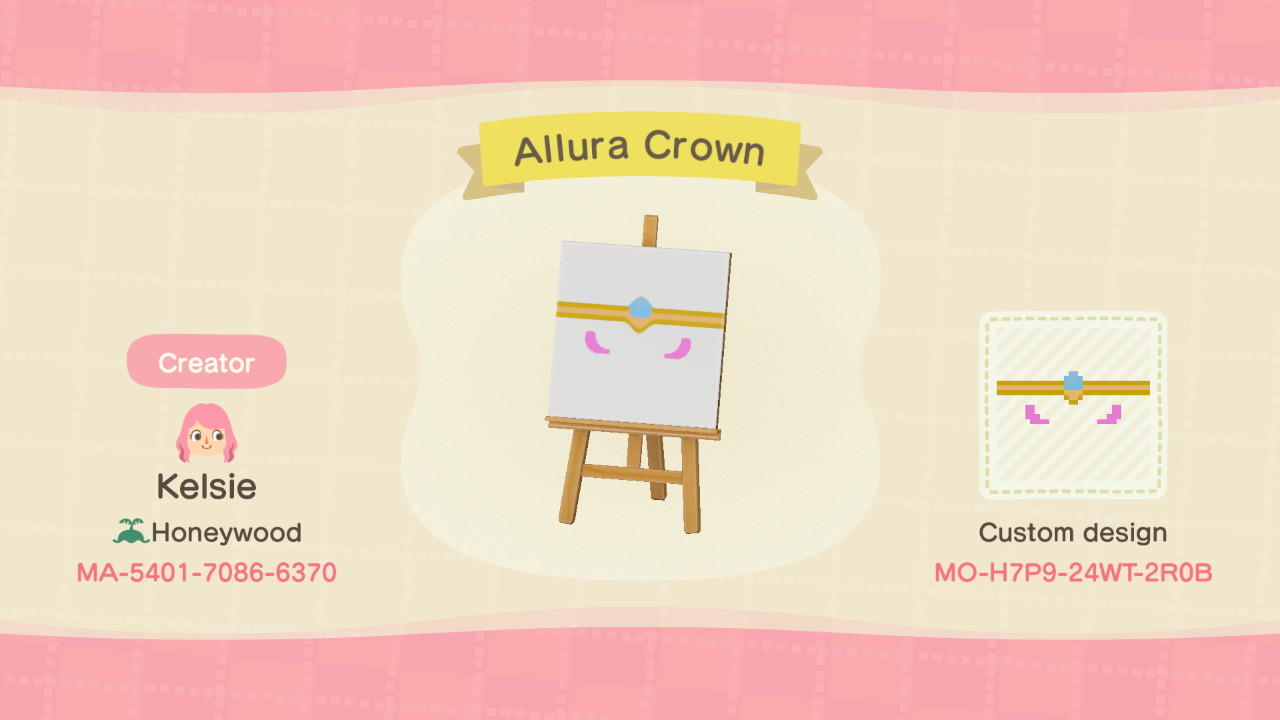 Allura Crown
Creator
Kelsie
Honeywood
MA-5401-7086-6370
Custom design
MO-H7P9-24WT-2R0B